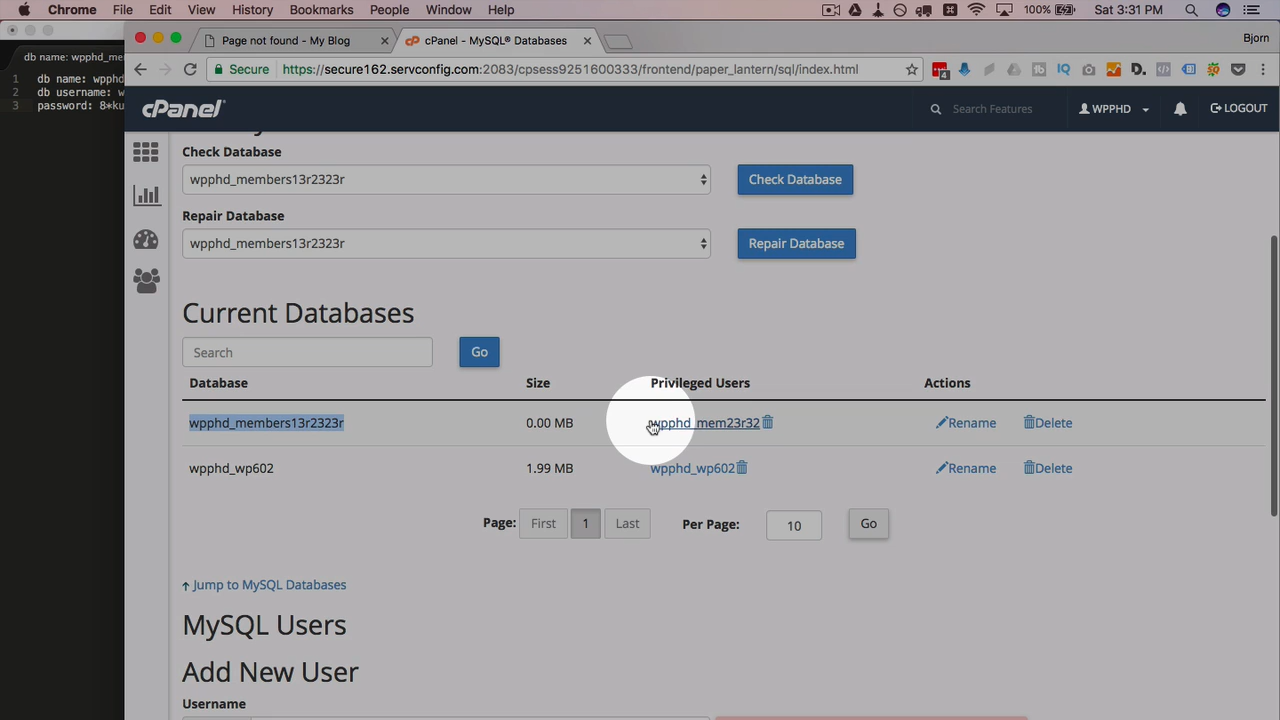 Chrome File Edit View History Bookmarks People Window Help 100% Sat 3:31 PM
Page not found - My Blog cPanel - MySQL® Databases Bjorn
db name: wpphd_me
Secure https://secure162.servconfig.com:2083/cpsess9251600333/frontend/paper_lantern/sql/index.html 4
1 db name: wpphd
2 db username: w
3 password: 8*ku
cPanel® Search Features WPPHD LOGOUT
Check Database
wpphd_members13r2323r Check Database
Repair Database
wpphd_members13r2323r Repair Database
Current Databases
Search Go
Database Size Privileged Users Actions
wpphd_members13r2323r 0.00 MB wpphd_mem23r32 Rename Delete
wpphd_wp602 1.99 MB wpphd_wp602 Rename Delete
Page: First 1 Last Per Page: 10 Go
Jump to MySQL Databases
MySQL Users
Add New User
Username